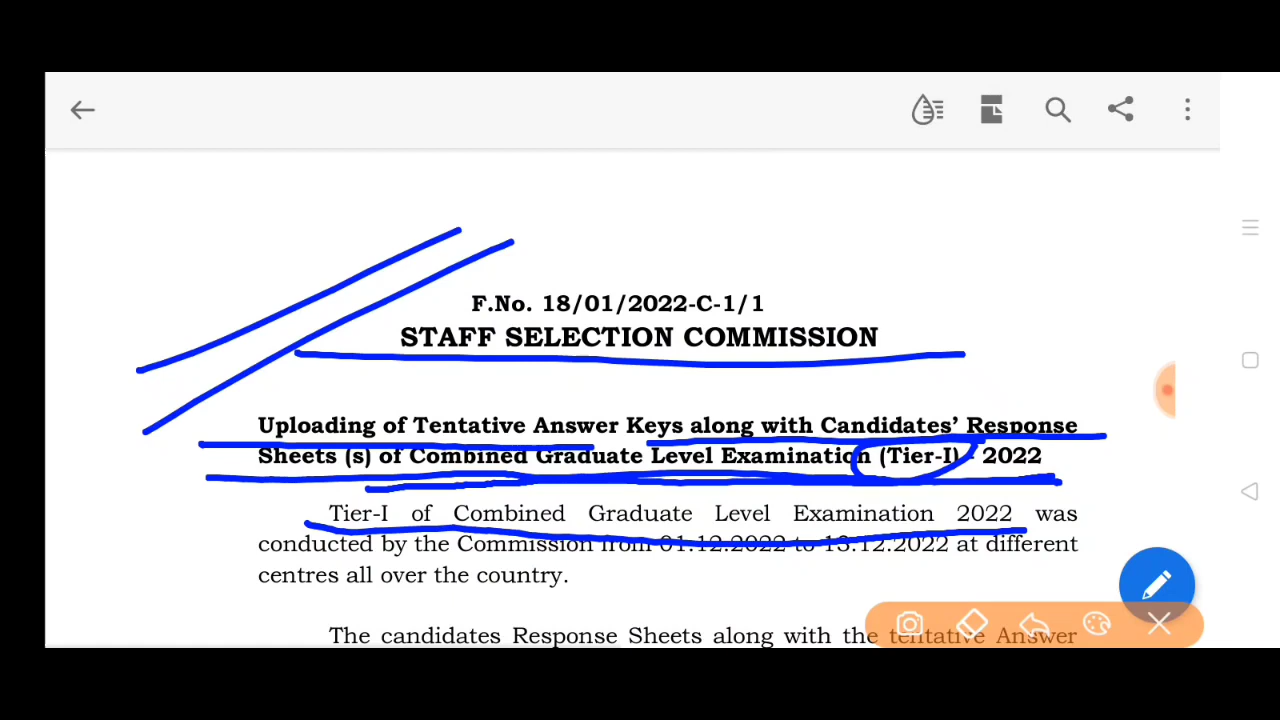 F.No. 18/01/2022-C-1/1
STAFF SELECTION COMMISSION
Uploading of Tentative Answer Keys along with Candidates’ Response
Sheets (s) of Combined Graduate Level Examination (Tier-I) - 2022
Tier-I of Combined Graduate Level Examination 2022 was
conducted by the Commission from 01.12.2022 to 13.12.2022 at different
centres all over the country.
The candidates Response Sheets along with the tentative Answer